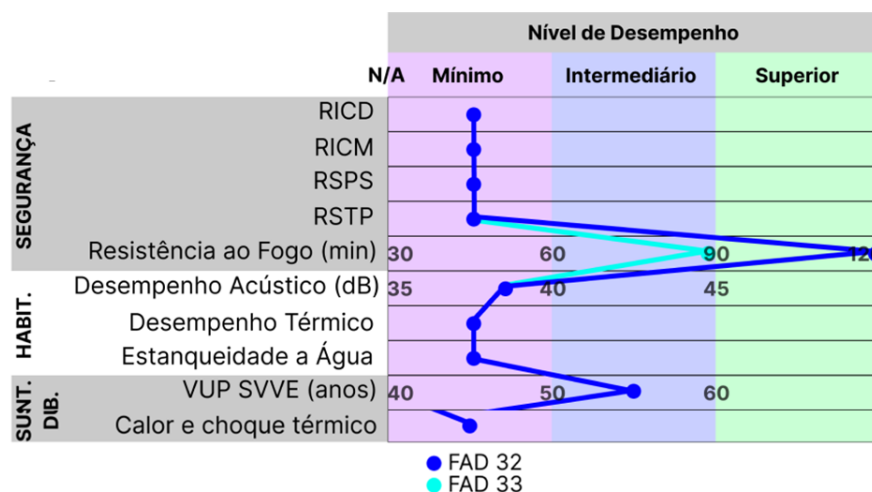 Nível de Desempenho
N/A Mínimo Intermediário Superior
SEGURANÇA
RICD
RICM
RSPS
RSTP
Resistência ao Fogo (min) 30 60 90
HABIT.
Desempenho Acústico (dB) 35 40 45
Desempenho Térmico
Estanqueidade a Água
SUNT.
DIB.
VUP SVVE (anos) 40 50 60
Calor e choque térmico
FAD 32
FAD 33